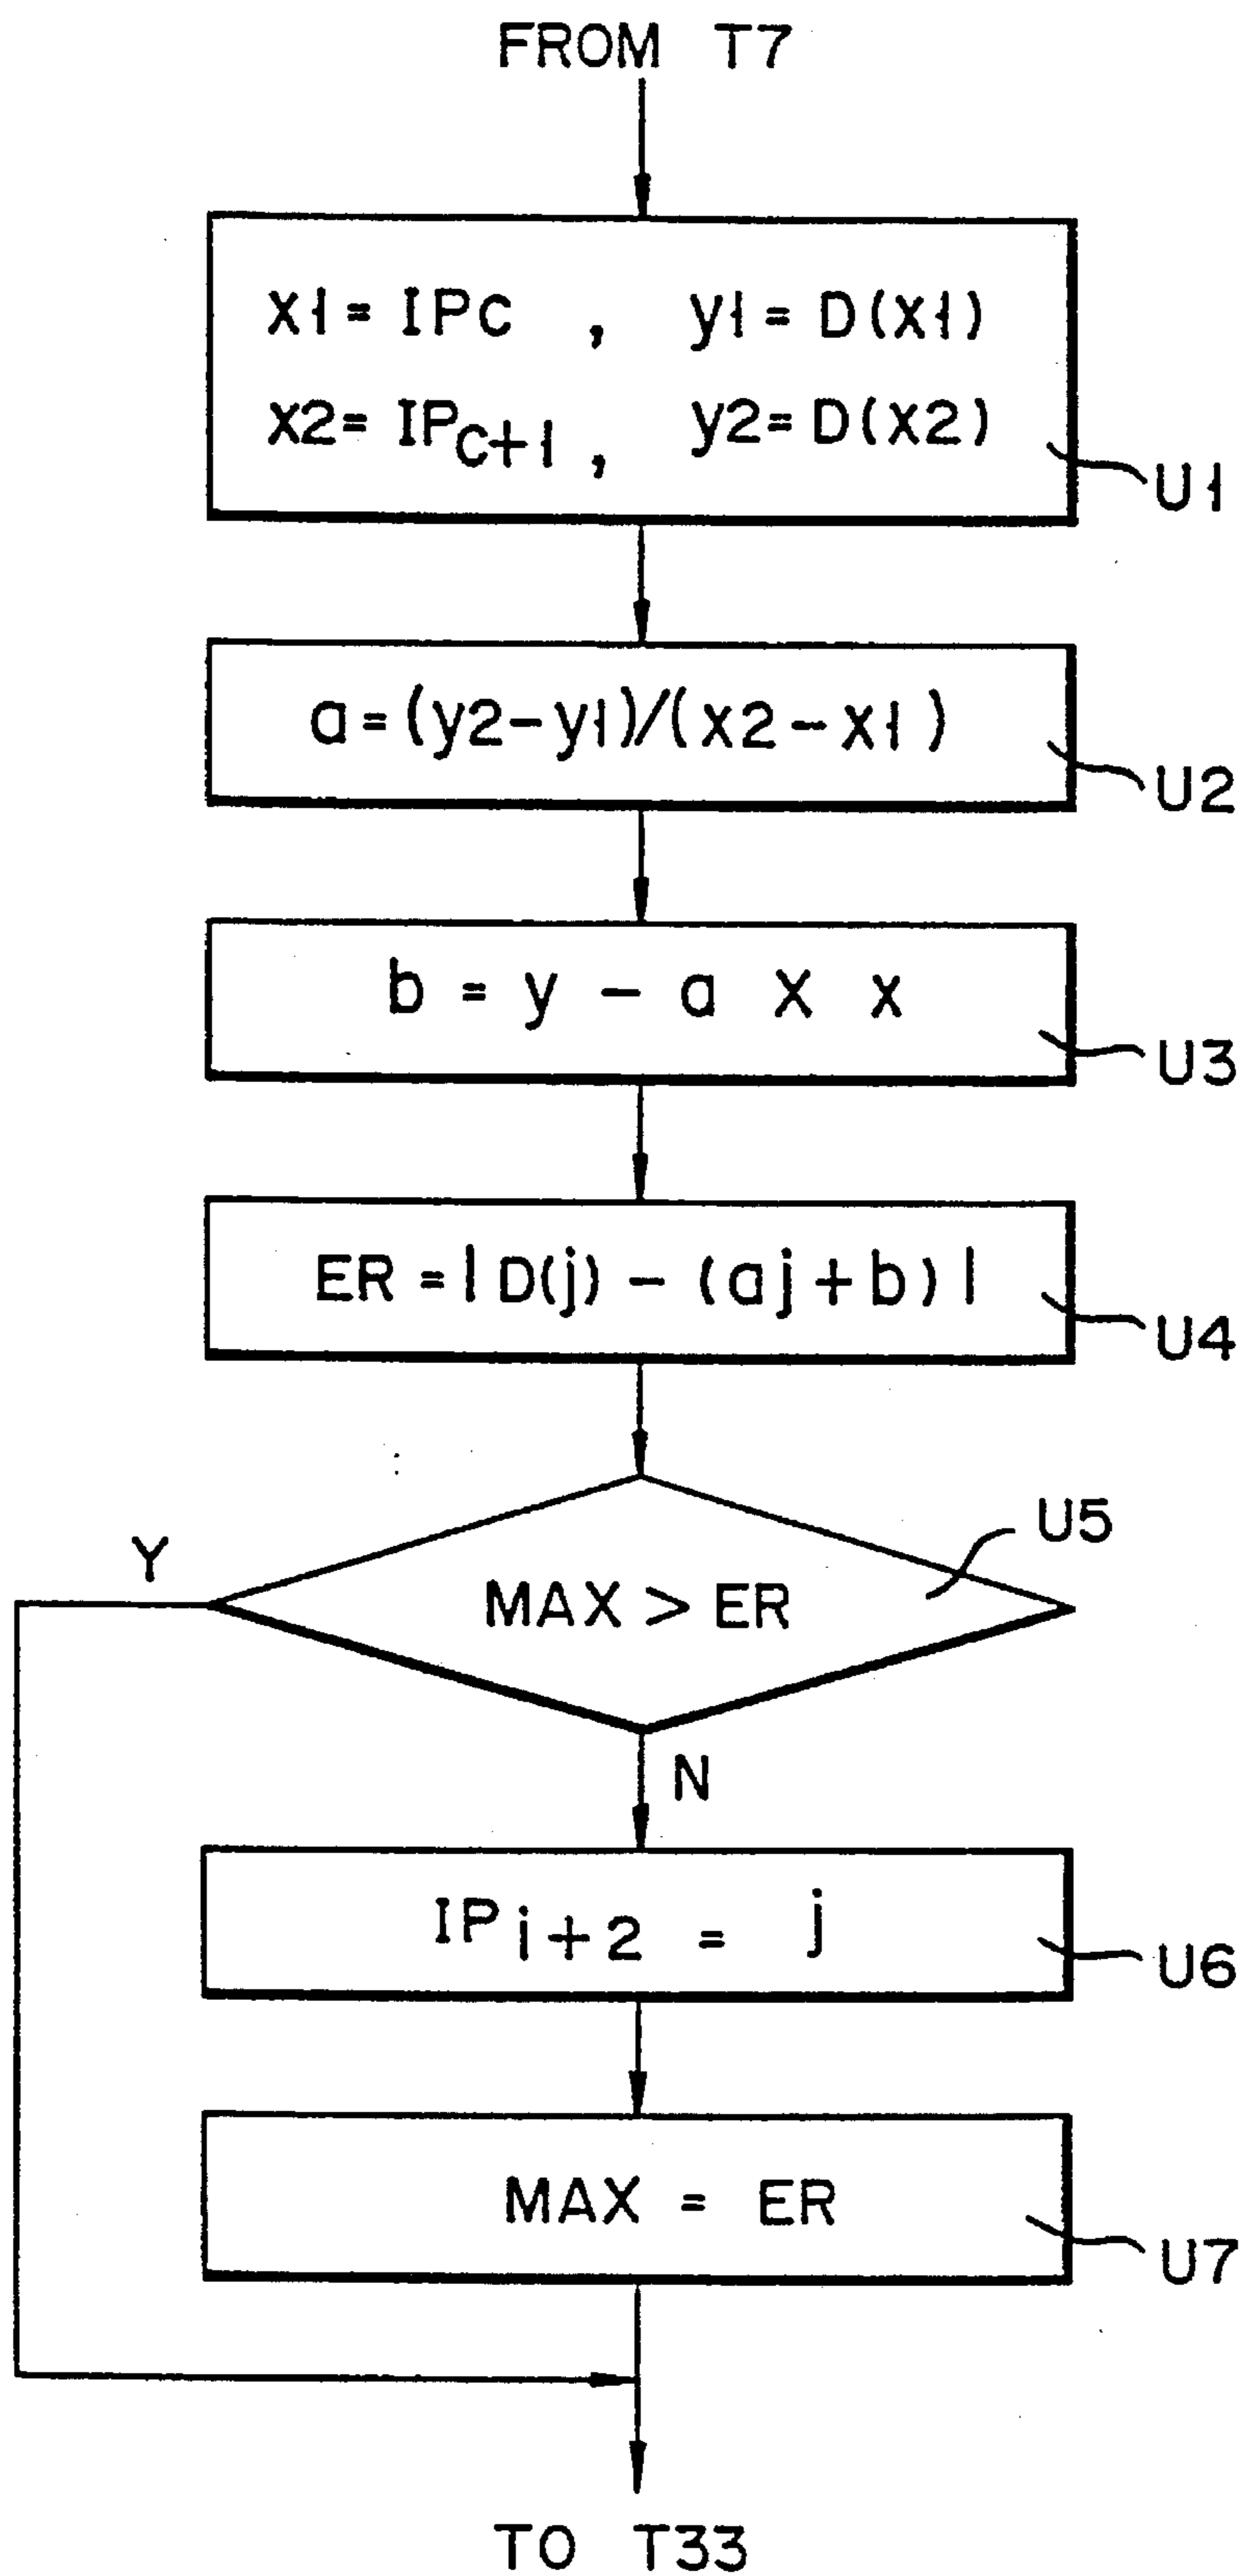 FROM T7
x1 = IPC , y1 = D(x1)
x2 = IPC+1 , y2 = D(x2)
U1
a = (y2-y1)/(x2-x1)
U2
b = y - a X x
U3
ER = | D(j) - (aj+b) |
U4
U5
Y
MAX > ER
N
IPi+2 = j
U6
MAX = ER
U7
TO T33